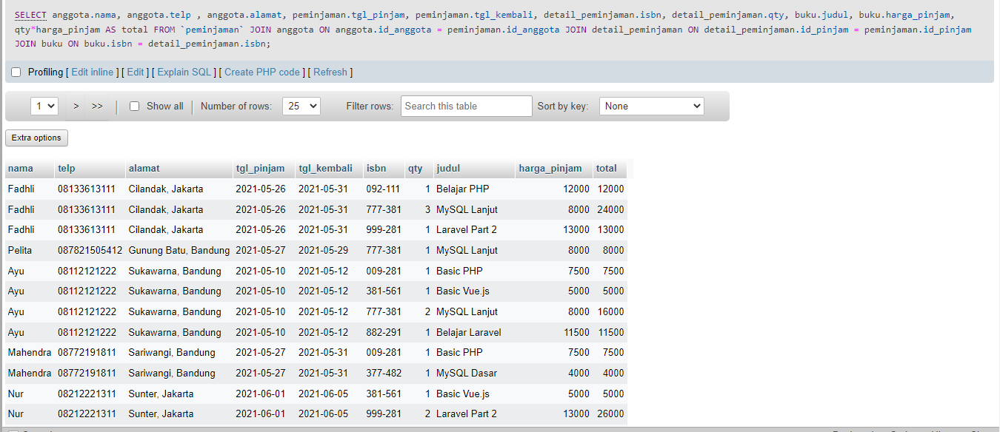 SELECT anggota.nama, anggota.telp , anggota.alamat, peminjaman.tgl_pinjam, peminjaman.tgl_kembali, detail_peminjaman.isbn, detail_peminjaman.qty, buku.judul, buku.harga_pinjam,
qty*harga_pinjam AS total FROM `peminjaman` JOIN anggota ON anggota.id_anggota = peminjaman.id_anggota JOIN detail_peminjaman ON detail_peminjaman.id_pinjam = peminjaman.id_pinjam
JOIN buku ON buku.isbn = detail_peminjaman.isbn;
Profiling [ Edit inline ] [ Edit ] [ Explain SQL ] [ Create PHP code ] [ Refresh ]
1 > >> Show all Number of rows: 25 Filter rows: Search this table Sort by key: None
Extra options
nama telp alamat tgl_pinjam tgl_kembali isbn qty judul harga_pinjam total
Fadhli 08133613111 Cilandak, Jakarta 2021-05-26 2021-05-31 092-111 1 Belajar PHP 12000 12000
Fadhli 08133613111 Cilandak, Jakarta 2021-05-26 2021-05-31 777-381 3 MySQL Lanjut 8000 24000
Fadhli 08133613111 Cilandak, Jakarta 2021-05-26 2021-05-31 999-281 1 Laravel Part 2 13000 13000
Pelita 087821505412 Gunung Batu, Bandung 2021-05-27 2021-05-29 777-381 1 MySQL Lanjut 8000 8000
Ayu 08112121222 Sukawarna, Bandung 2021-05-10 2021-05-12 009-281 1 Basic PHP 7500 7500
Ayu 08112121222 Sukawarna, Bandung 2021-05-10 2021-05-12 381-561 1 Basic Vue.js 5000 5000
Ayu 08112121222 Sukawarna, Bandung 2021-05-10 2021-05-12 777-381 2 MySQL Lanjut 8000 16000
Ayu 08112121222 Sukawarna, Bandung 2021-05-10 2021-05-12 882-291 1 Belajar Laravel 11500 11500
Mahendra 08772191811 Sariwangi, Bandung 2021-05-27 2021-05-31 009-281 1 Basic PHP 7500 7500
Mahendra 08772191811 Sariwangi, Bandung 2021-05-27 2021-05-31 377-482 1 MySQL Dasar 4000 4000
Nur 08212221311 Sunter, Jakarta 2021-06-01 2021-06-05 381-561 1 Basic Vue.js 5000 5000
Nur 08212221311 Sunter, Jakarta 2021-06-01 2021-06-05 999-281 2 Laravel Part 2 13000 26000